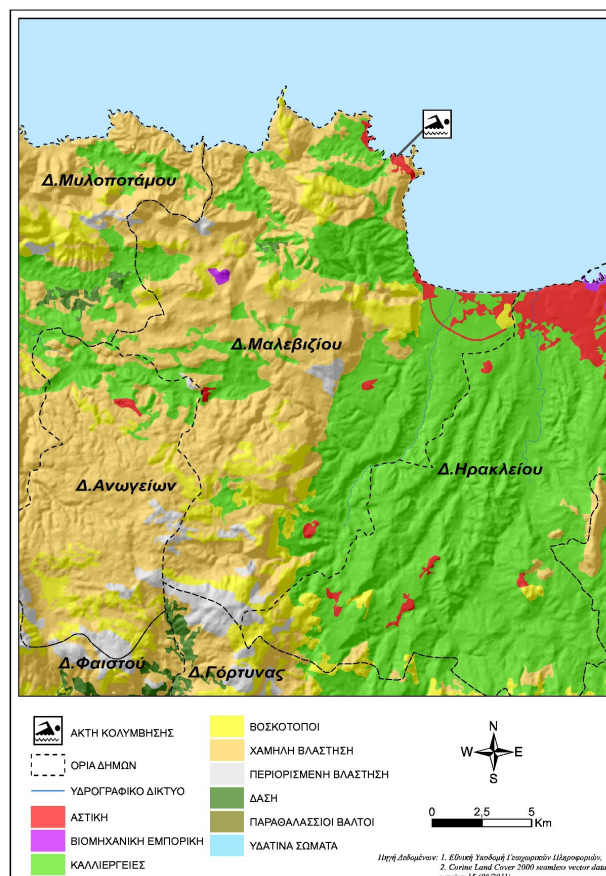 Δ.Μυλοποτάμου
Δ.Μαλεβιζίου
Δ.Ηρακλείου
Δ.Ανωγείων
Δ.Φαιστού
Δ.Γόρτυνας
ΑΚΤΗ ΚΟΛΥΜΒΗΣΗΣ
ΟΡΙΑ ΔΗΜΩΝ
ΥΔΡΟΓΡΑΦΙΚΟ ΔΙΚΤΥΟ
ΑΣΤΙΚΗ
ΒΙΟΜΗΧΑΝΙΚΗ ΕΜΠΟΡΙΚΗ
ΚΑΛΛΙΕΡΓΕΙΕΣ
ΒΟΣΚΟΤΟΠΟΙ
ΧΑΜΗΛΗ ΒΛΑΣΤΗΣΗ
ΠΕΡΙΟΡΙΣΜΕΝΗ ΒΛΑΣΤΗΣΗ
ΔΑΣΗ
ΠΑΡΑΘΑΛΑΣΣΙΟΙ ΒΑΛΤΟΙ
ΥΔΑΤΙΝΑ ΣΩΜΑΤΑ
N
W E
S
0 2,5 5
Km
Πηγή Δεδομένων: 1. Εθνική Υποδομή Γεωχωρικών Πληροφοριών,
2. Corine Land Cover 2000 seamless vector data